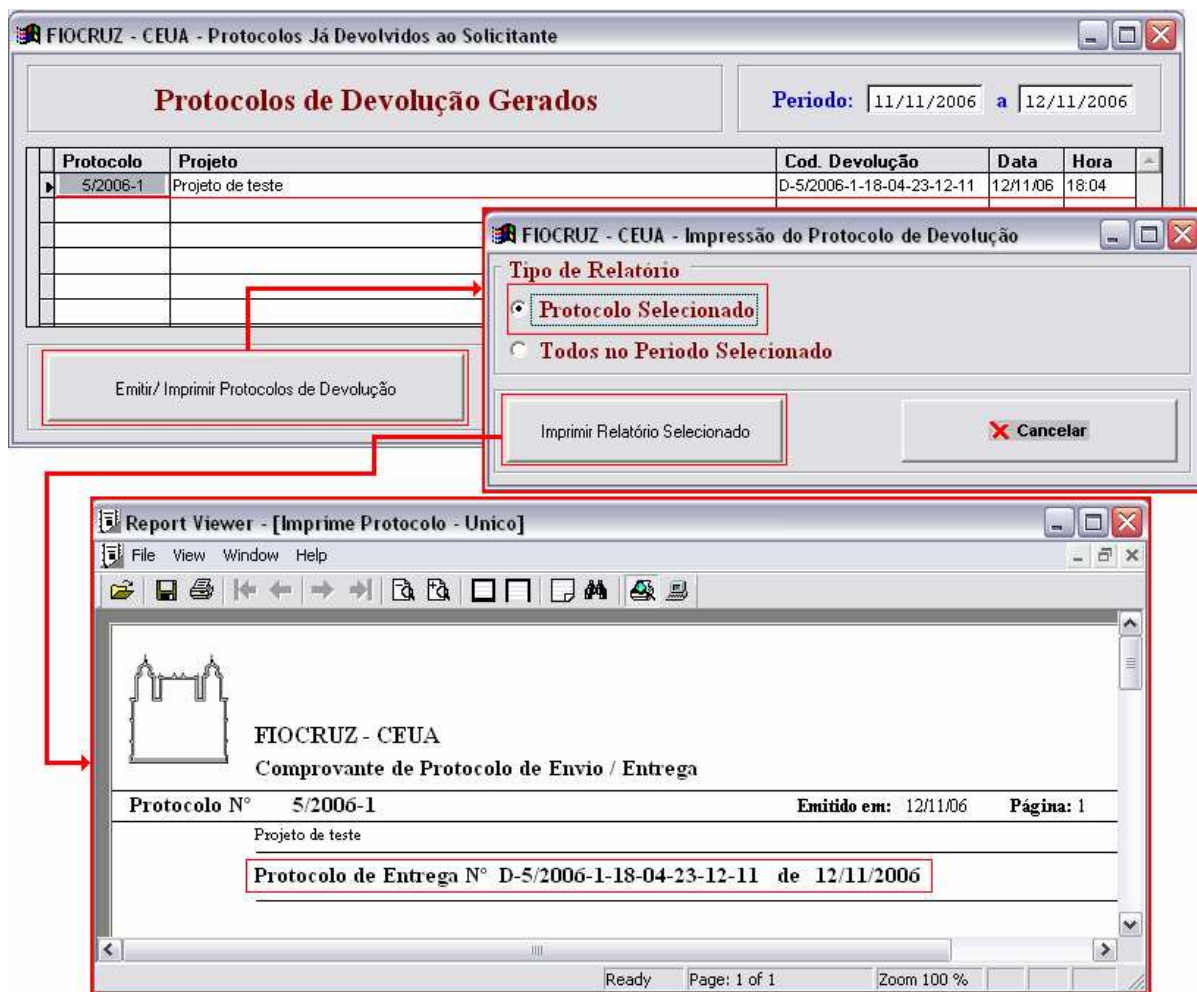 FIOCRUZ - CEUA - Protocolos Já Devolvidos ao Solicitante
Protocolos de Devolução Gerados
Periodo: 11/11/2006 a 12/11/2006
Protocolo Projeto Cod. Devolução Data Hora
5/2006-1 Projeto de teste D-5/2006-1-18-04-23-12-11 12/11/06 18:04
Emitir/ Imprimir Protocolos de Devolução
FIOCRUZ - CEUA - Impressão do Protocolo de Devolução
Tipo de Relatório
Protocolo Selecionado
Todos no Periodo Selecionado
Imprimir Relatório Selecionado
Cancelar
Report Viewer - [Imprime Protocolo - Unico]
File View Window Help
FIOCRUZ - CEUA
Comprovante de Protocolo de Envio / Entrega
Protocolo N° 5/2006-1 Emitido em: 12/11/06 Página: 1
Projeto de teste
Protocolo de Entrega N° D-5/2006-1-18-04-23-12-11 de 12/11/2006
Ready Page: 1 of 1 Zoom 100 %